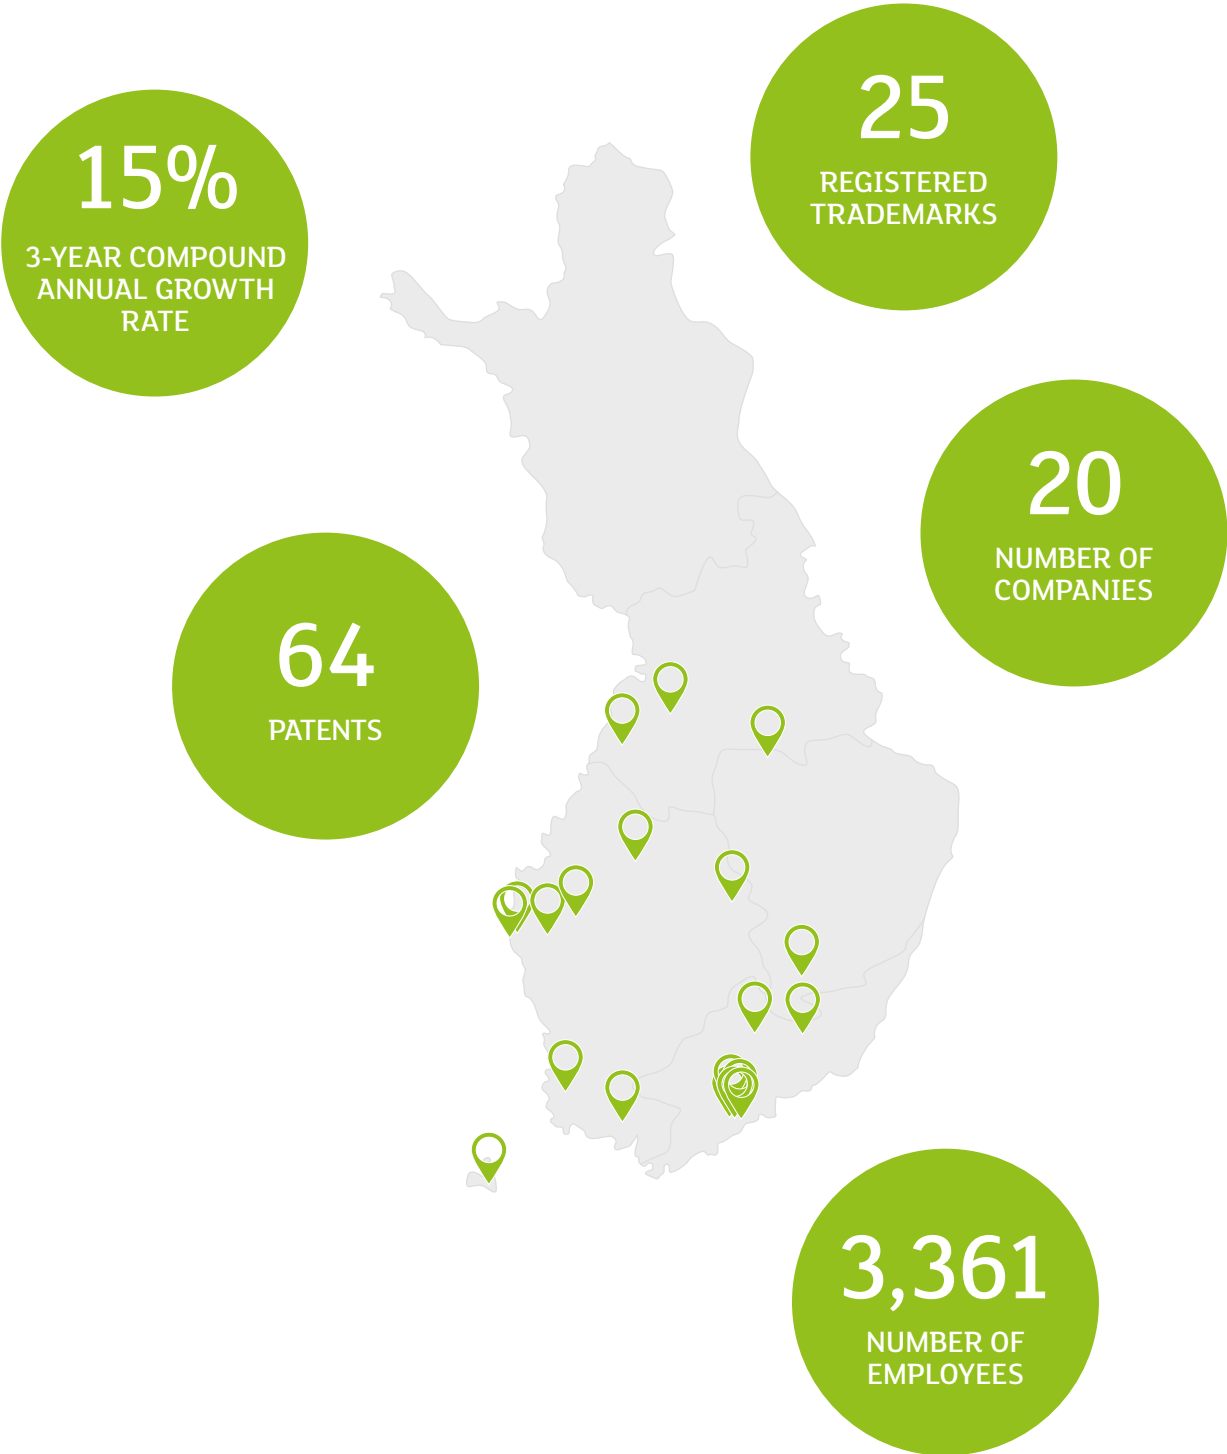 25
REGISTERED
TRADEMARKS
15%
3-YEAR COMPOUND
ANNUAL GROWTH
RATE
20
NUMBER OF
COMPANIES
64
PATENTS
3,361
NUMBER OF
EMPLOYEES